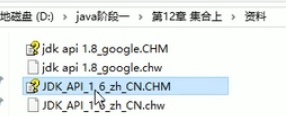 地磁盘 (D:) > java阶段一 > 第12章 集合上 > 资料
jdk api 1.8_google.CHM
jdk api 1.8_google.chw
JDK_API_1_6_zh_CN.CHM
JDK_API_1_6_zh_CN.chw